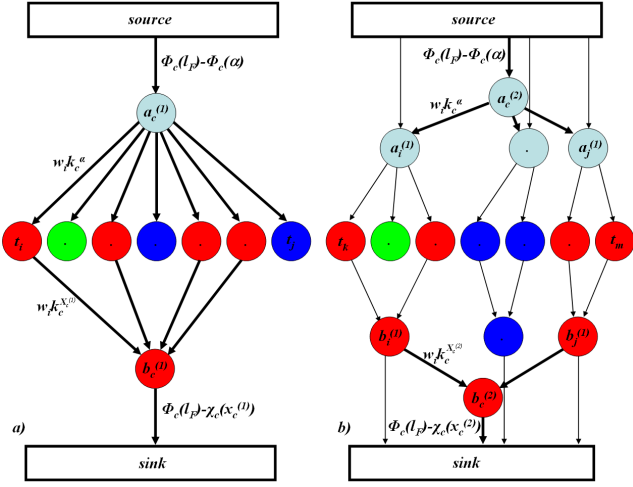 source
Φc(lF)-Φc(α)
ac(1)
wikcα
ti
.
.
.
.
.
tj
wikcXc(1)
bc(1)
Φc(lF)-χc(xc(1))
a)
sink
source
Φc(lF)-Φc(α)
ac(2)
wikcα
ai(1)
.
aj(1)
tk
.
.
.
.
.
tw
bi(1)
wikcXc(2)
.
bj(1)
bc(2)
Φc(lF)-χc(xc(2))
b)
sink